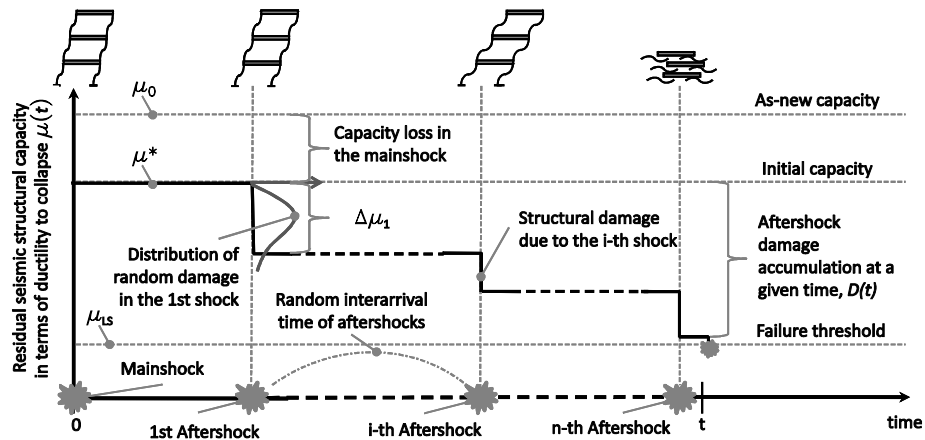 Residual seismic structural capacity
in terms of ductility to collapse μ(t)
μ₀
As-new capacity
Capacity loss in
the mainshock
μ*
Initial capacity
Δμ₁
Structural damage
due to the i-th shock
Aftershock
damage
accumulation at a
given time, D(t)
Distribution of
random damage
in the 1st shock
Random interarrival
time of aftershocks
μLS
Failure threshold
Mainshock
0
1st Aftershock
i-th Aftershock
n-th Aftershock
t
time